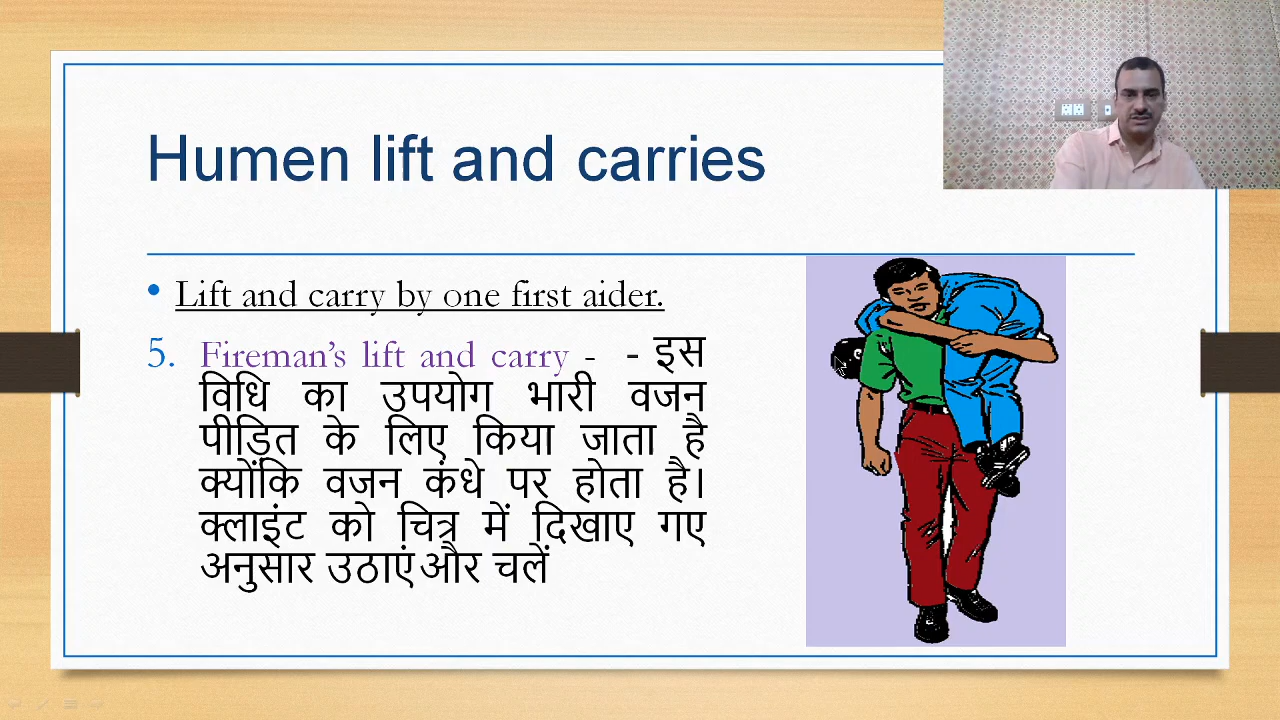 Humen lift and carries
• Lift and carry by one first aider.
5. Fireman’s lift and carry - - इस
विधि का उपयोग भारी वजन
पीड़ित के लिए किया जाता है
क्योंकि वजन कंधे पर होता है।
क्लाइंट को चित्र में दिखाए गए
अनुसार उठाएं और चलें